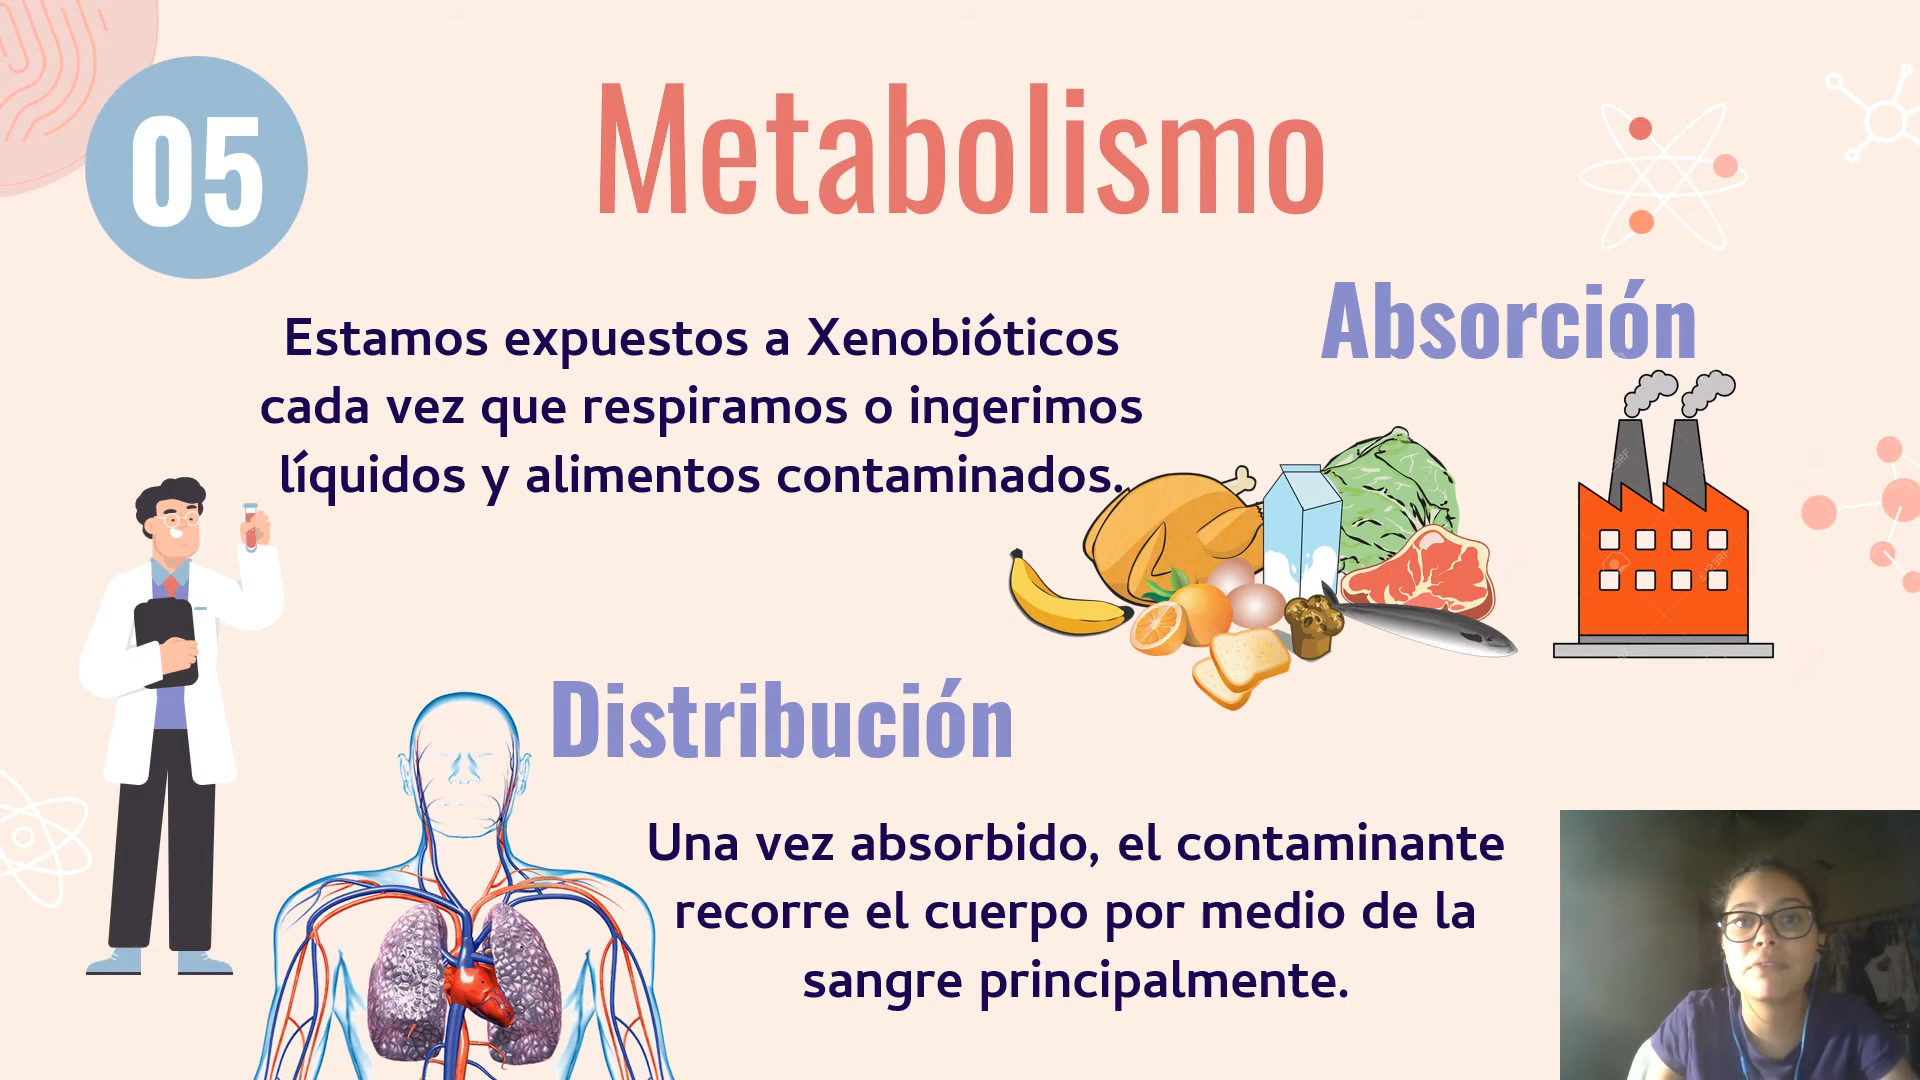 05
Metabolismo
Absorción
Estamos expuestos a Xenobióticos
cada vez que respiramos o ingerimos
líquidos y alimentos contaminados.
Distribución
Una vez absorbido, el contaminante
recorre el cuerpo por medio de la
sangre principalmente.